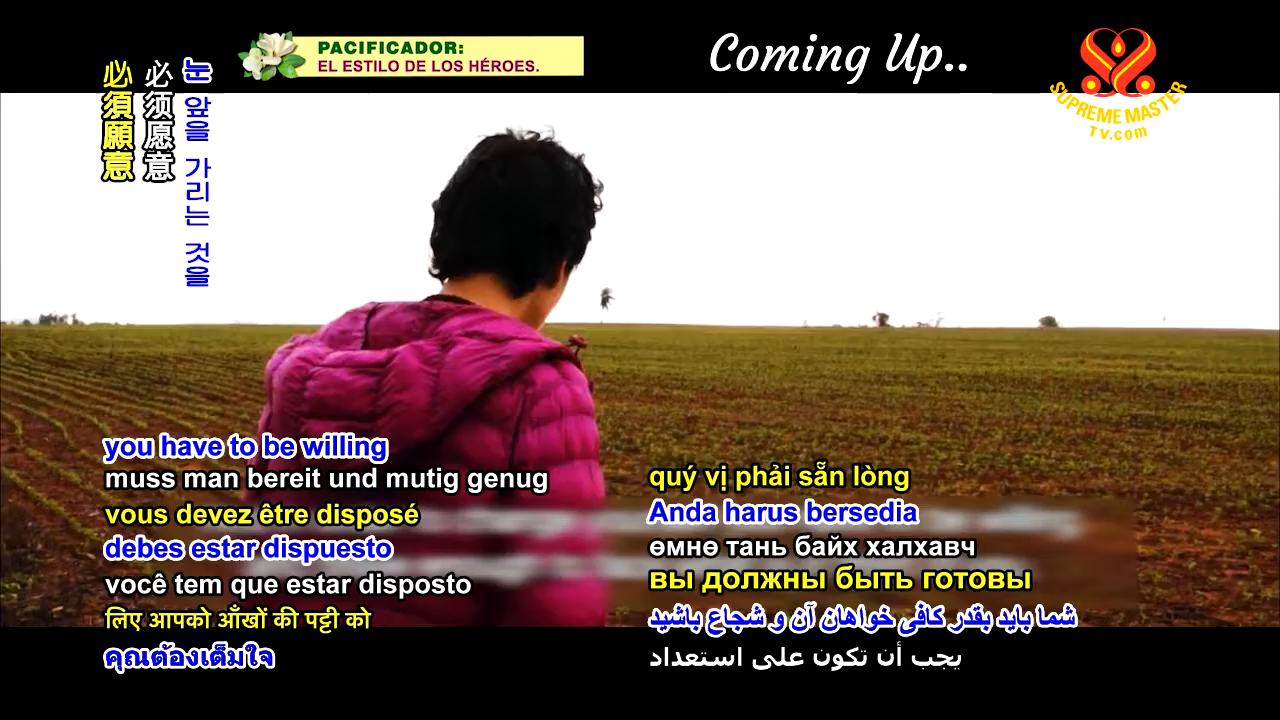 PACIFICADOR:
EL ESTILO DE LOS HÉROES.
Coming Up..
SUPREME MASTER
TV.com
必須願意
必须愿意
눈 앞을 가리는 것을
you have to be willing
muss man bereit und mutig genug
vous devez être disposé
debes estar dispuesto
você tem que estar disposto
लिए आपको आँखों की पट्टी को
คุณต้องเต็มใจ
quý vị phải sẵn lòng
Anda harus bersedia
өмнө тань байх халхавч
вы должны быть готовы
شما باید بقدر کافی خواهان آن و شجاع باشید
يجب أن تكون على استعداد